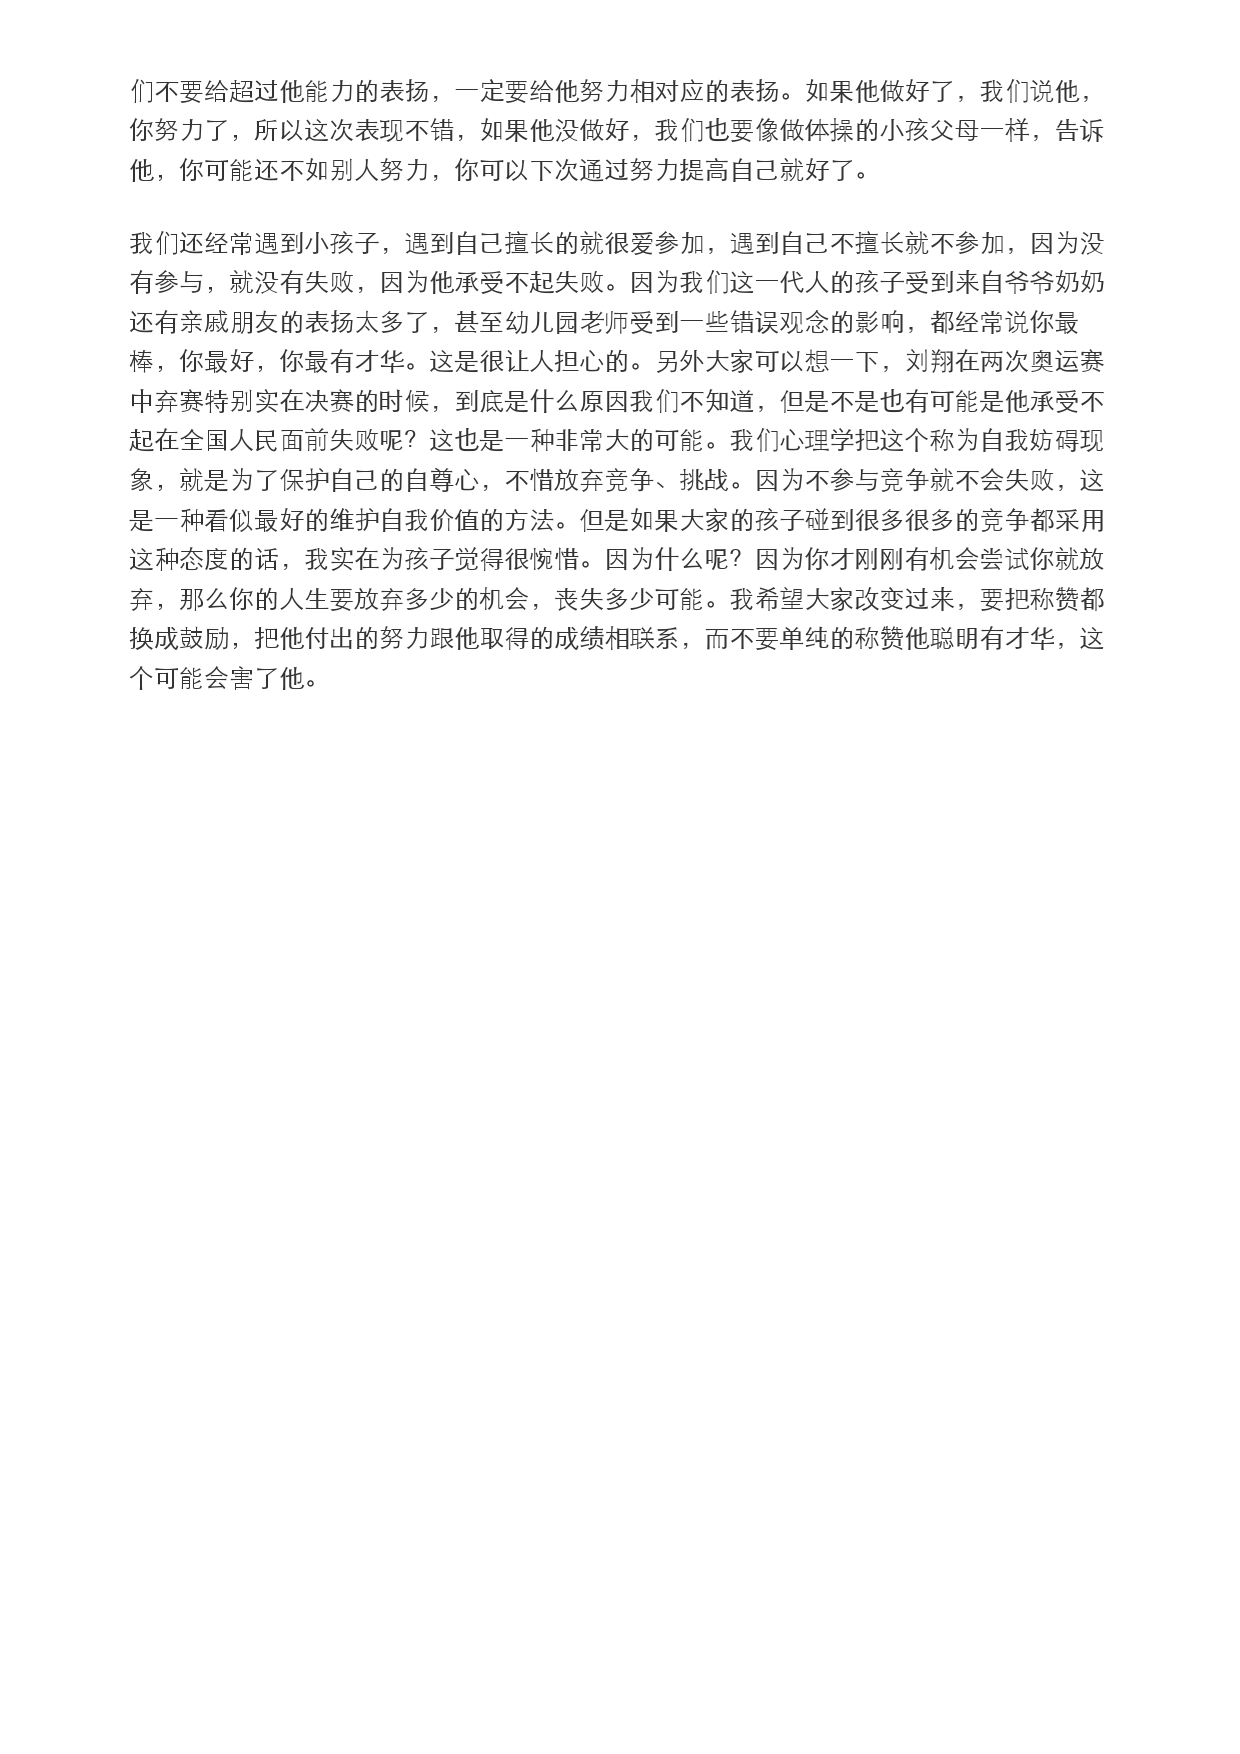 们不要给超过他能力的表扬，一定要给他努力相对应的表扬。如果他做好了，我们说他，
你努力了，所以这次表现不错，如果他没做好，我们也要像做体操的小孩父母一样，告诉
他，你可能还不如别人努力，你可以下次通过努力提高自己就好了。
我们还经常遇到小孩子，遇到自己擅长的就很爱参加，遇到自己不擅长就不参加，因为没
有参与，就没有失败，因为他承受不起失败。因为我们这一代人的孩子受到来自爷爷奶奶
还有亲戚朋友的表扬太多了，甚至幼儿园老师受到一些错误观念的影响，都经常说你最
棒，你最好，你最有才华。这是很让人担心的。另外大家可以想一下，刘翔在两次奥运赛
中弃赛特别实在决赛的时候，到底是什么原因我们不知道，但是不是也有可能是他承受不
起在全国人民面前失败呢？这也是一种非常大的可能。我们心理学把这个称为自我妨碍现
象，就是为了保护自己的自尊心，不惜放弃竞争、挑战。因为不参与竞争就不会失败，这
是一种看似最好的维护自我价值的方法。但是如果大家的孩子碰到很多很多的竞争都采用
这种态度的话，我实在为孩子觉得很惋惜。因为什么呢？因为你才刚刚有机会尝试你就放
弃，那么你的人生要放弃多少的机会，丧失多少可能。我希望大家改变过来，要把称赞都
换成鼓励，把他付出的努力跟他取得的成绩相联系，而不要单纯的称赞他聪明有才华，这
个可能会害了他。